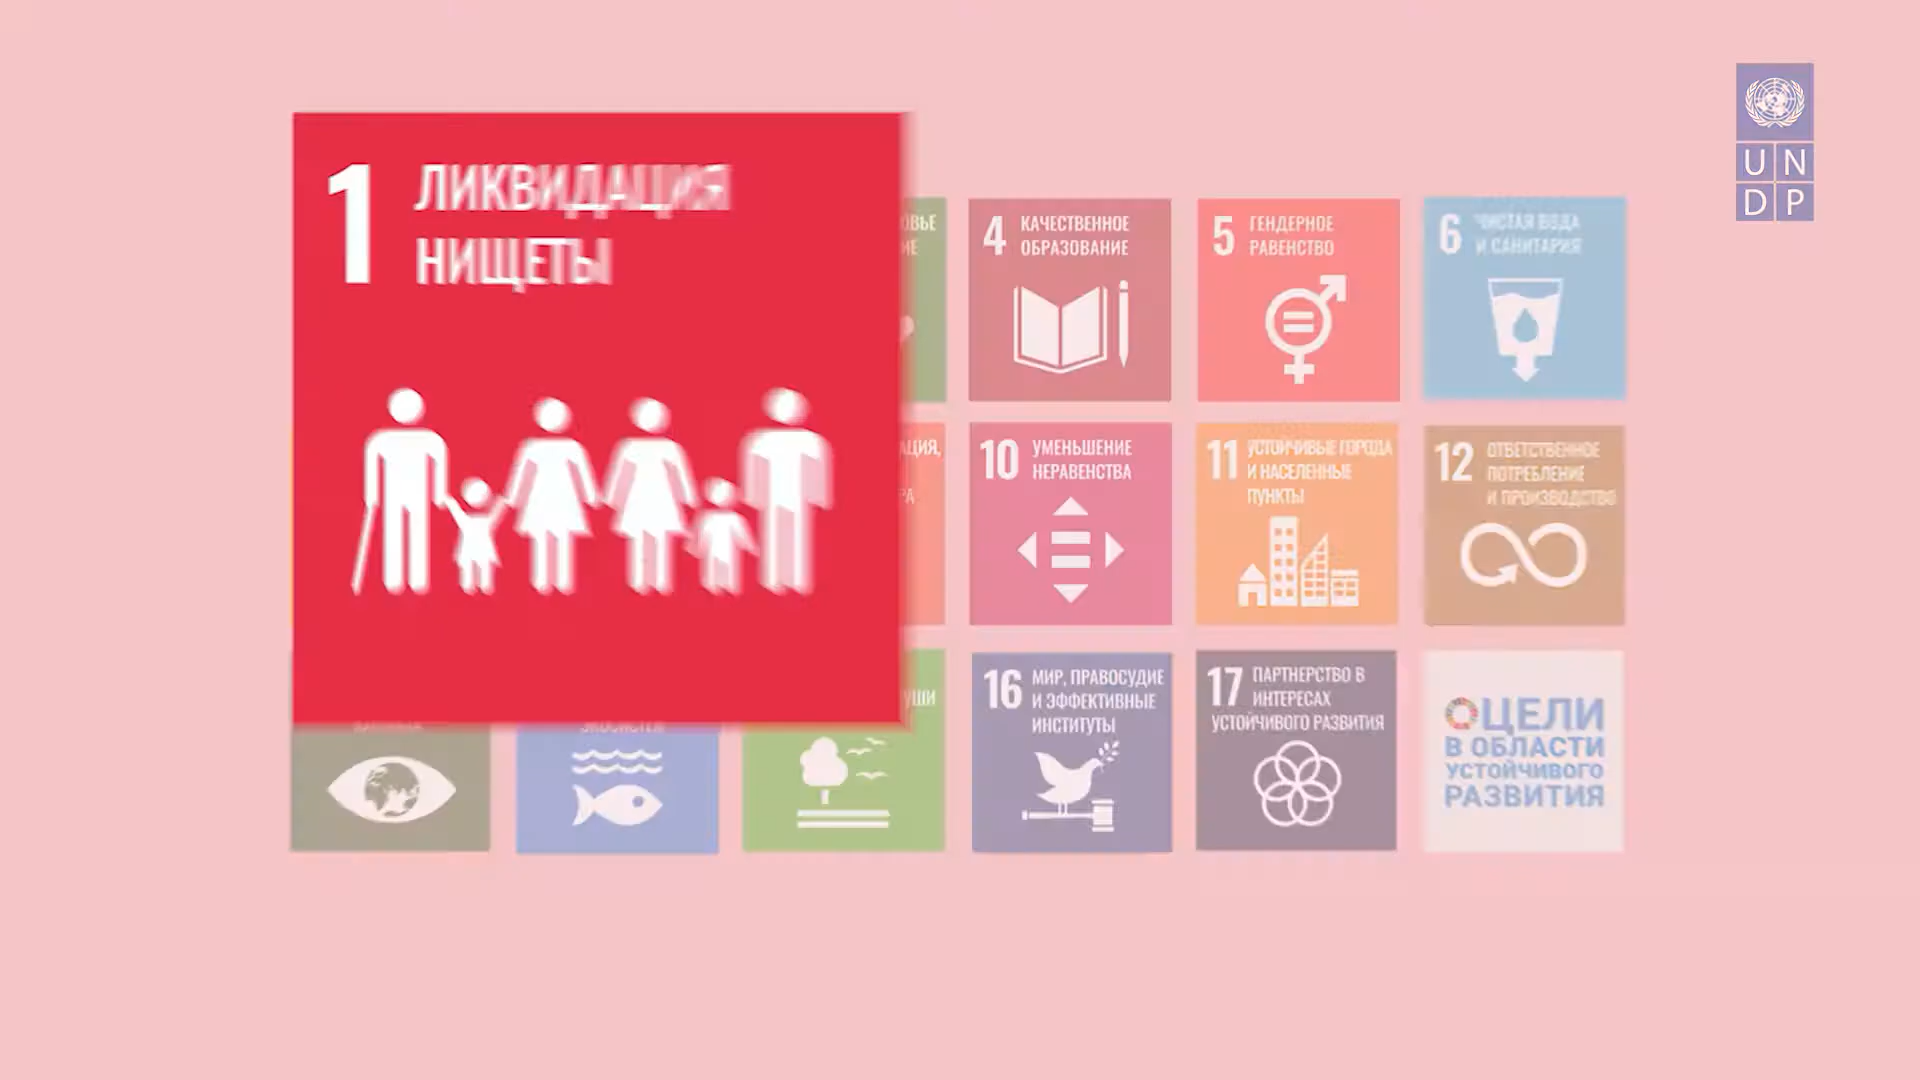 1 ЛИКВИДАЦИЯ
НИЩЕТЫ
4 КАЧЕСТВЕННОЕ
ОБРАЗОВАНИЕ
5 ГЕНДЕРНОЕ
РАВЕНСТВО
6 ЧИСТАЯ ВОДА
И САНИТАРИЯ
10 УМЕНЬШЕНИЕ
НЕРАВЕНСТВА
11 УСТОЙЧИВЫЕ ГОРОДА
И НАСЕЛЕННЫЕ
ПУНКТЫ
12 ОТВЕТСТВЕННОЕ
ПОТРЕБЛЕНИЕ
И ПРОИЗВОДСТВО
16 МИР, ПРАВОСУДИЕ
И ЭФФЕКТИВНЫЕ
ИНСТИТУТЫ
17 ПАРТНЕРСТВО В
ИНТЕРЕСАХ
УСТОЙЧИВОГО РАЗВИТИЯ
ЦЕЛИ
В ОБЛАСТИ
УСТОЙЧИВОГО
РАЗВИТИЯ
UN
DP